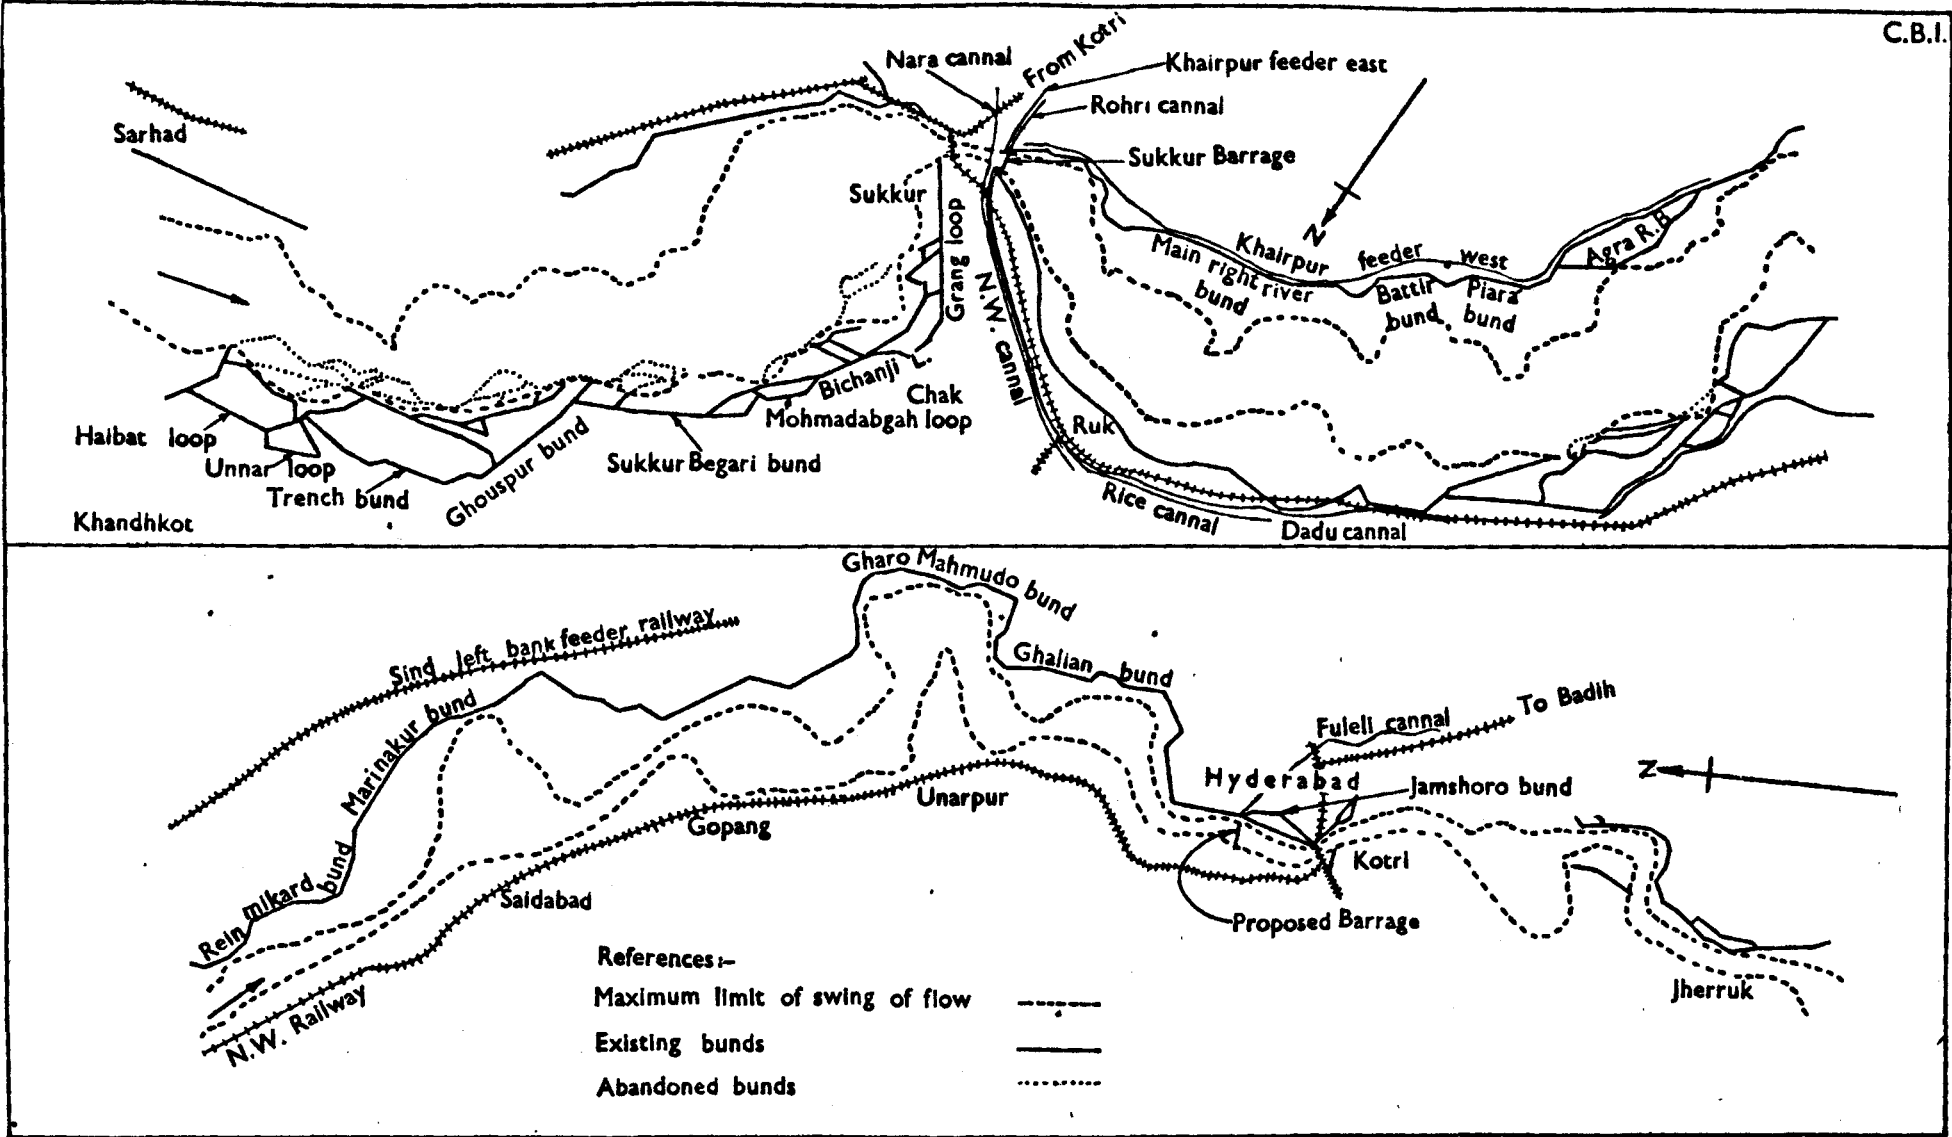 C.B.I.
Nara cannal
From Kotri
Khairpur feeder east
Rohri cannal
Sukkur Barrage
Sarhad
Sukkur
Grang loop
N.W. cannal
N
Main right river
bund
Khairpur feeder west
Battir
bund
Piara
bund
Agra R.B.
Bichanji
Chak
Mohmadabgah loop
Ruk
Haibat loop
Unnar loop
Trench bund
Ghouspur bund
Sukkur Begari bund
Khandhkot
Rice cannal
Dadu cannal
Gharo Mahmudo bund
Sind left bank feeder railway
Ghalian bund
Marinakur bund
Fuleli cannal
To Badih
Hyderabad
Jamshoro bund
N
Unarpur
Gopang
Kotri
Rein mikard bund
Saidabad
Proposed Barrage
N.W. Railway
Jherruk
References:-
Maximum limit of swing of flow
Existing bunds
Abandoned bunds